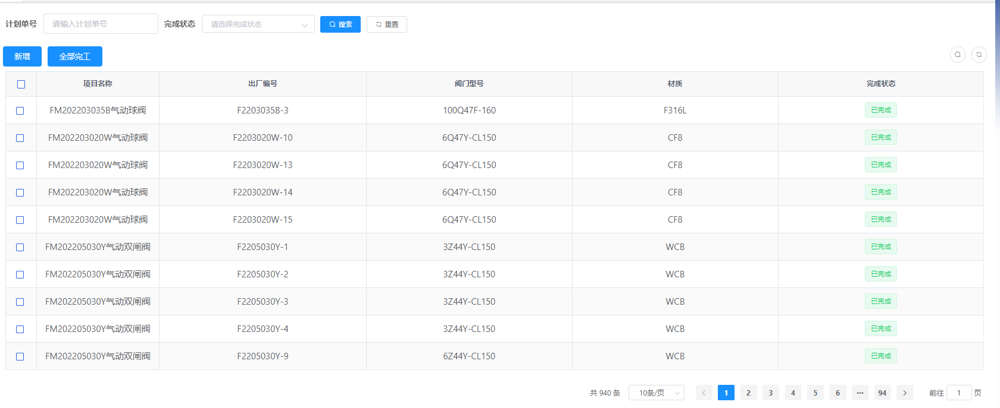 计划单号 请输入计划单号 完成状态 请选择完成状态 搜索 重置
新增 全部完工
项目名称 出厂编号 阀门型号 材质 完成状态
FM202203035B气动球阀 F2203035B-3 100Q47F-160 F316L 已完成
FM202203020W气动球阀 F2203020W-10 6Q47Y-CL150 CF8 已完成
FM202203020W气动球阀 F2203020W-13 6Q47Y-CL150 CF8 已完成
FM202203020W气动球阀 F2203020W-14 6Q47Y-CL150 CF8 已完成
FM202203020W气动球阀 F2203020W-15 6Q47Y-CL150 CF8 已完成
FM202205030Y气动双闸阀 F2205030Y-1 3Z44Y-CL150 WCB 已完成
FM202205030Y气动双闸阀 F2205030Y-2 3Z44Y-CL150 WCB 已完成
FM202205030Y气动双闸阀 F2205030Y-3 3Z44Y-CL150 WCB 已完成
FM202205030Y气动双闸阀 F2205030Y-4 3Z44Y-CL150 WCB 已完成
FM202205030Y气动双闸阀 F2205030Y-9 6Z44Y-CL150 WCB 已完成
共 940 条 10条/页 1 2 3 4 5 6 ··· 94 前往 1 页